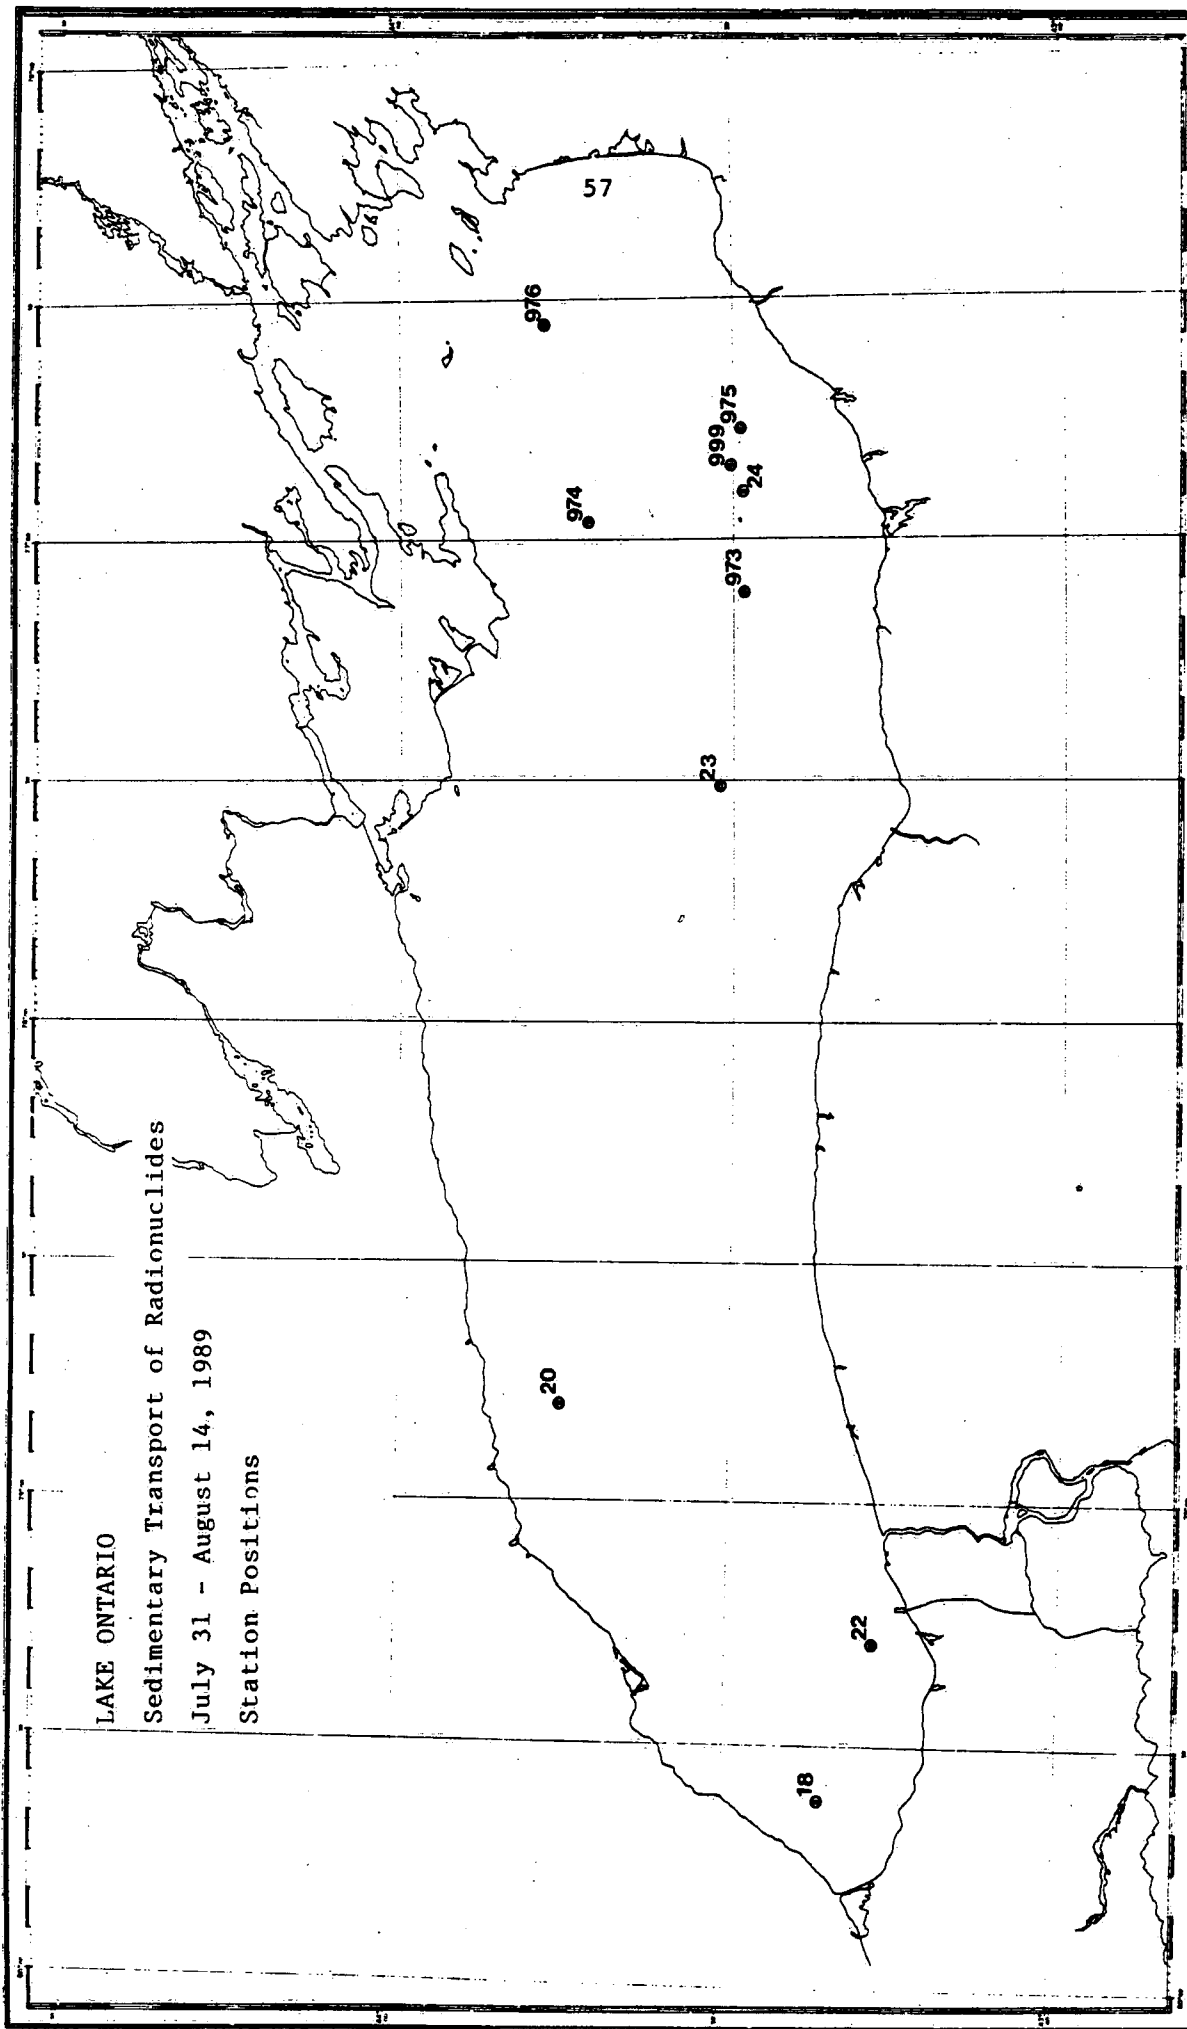 LAKE ONTARIO
Sedimentary Transport of Radionuclides
July 31 - August 14, 1989
Station Positions
57
976
975
999
24
974
973
23
20
22
18